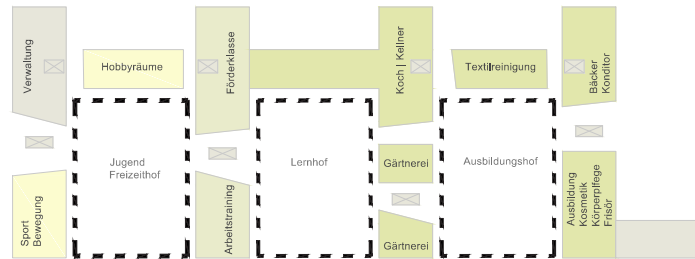 Verwaltung
Hobbyräume
Förderklasse
Koch | Kellner
Textilreinigung
Bäcker
Konditor
Jugend
Freizeithof
Lernhof
Gärtnerei
Ausbildungshof
Sport
Bewegung
Arbeitstraining
Gärtnerei
Ausbildung
Kosmetik
Körperplfege
Frisör